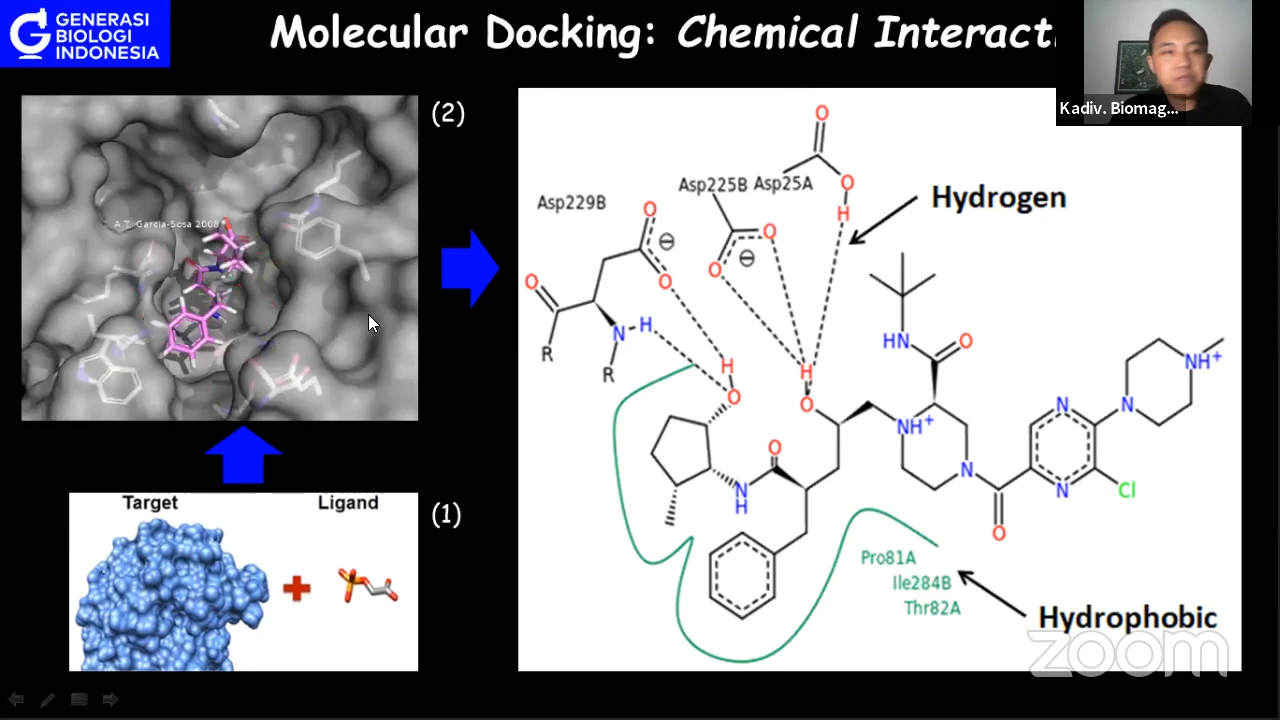 GENERASI
BIOLOGI
INDONESIA
Molecular Docking: Chemical Interact
Kadiv. Biomag...
(2)
A.T. Garcia-Sosa 2008
Asp229B
Asp225B Asp25A
Hydrogen
O
O
H
O
O
⊖
O
O
⊖
O
O
N
H
R
R
H
O
H
O
HN
O
NH+
N
O
N
N
Cl
N
NH+
O
N
H
Pro81A
Ile284B
Thr82A
Hydrophobic
Target
Ligand
(1)
+
zoom